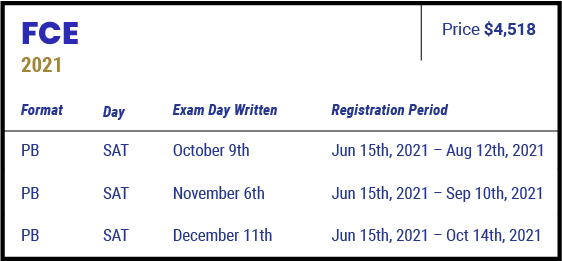 FCE
Price $4,518
2021
Format Day Exam Day Written Registration Period
PB SAT October 9th Jun 15th, 2021 – Aug 12th, 2021
PB SAT November 6th Jun 15th, 2021 – Sep 10th, 2021
PB SAT December 11th Jun 15th, 2021 – Oct 14th, 2021